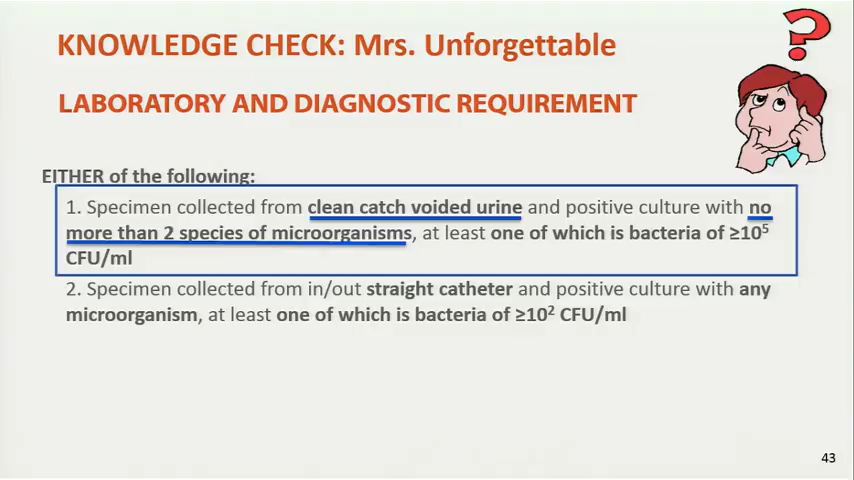 KNOWLEDGE CHECK: Mrs. Unforgettable
LABORATORY AND DIAGNOSTIC REQUIREMENT
EITHER of the following:
1. Specimen collected from clean catch voided urine and positive culture with no
more than 2 species of microorganisms, at least one of which is bacteria of ≥10⁵
CFU/ml
2. Specimen collected from in/out straight catheter and positive culture with any
microorganism, at least one of which is bacteria of ≥10² CFU/ml
43